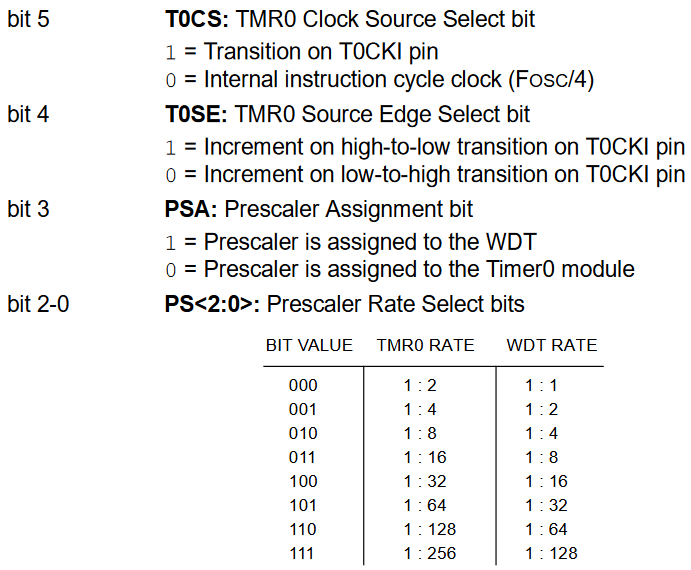 bit 5 T0CS: TMR0 Clock Source Select bit
1 = Transition on T0CKI pin
0 = Internal instruction cycle clock (FOSC/4)
bit 4 T0SE: TMR0 Source Edge Select bit
1 = Increment on high-to-low transition on T0CKI pin
0 = Increment on low-to-high transition on T0CKI pin
bit 3 PSA: Prescaler Assignment bit
1 = Prescaler is assigned to the WDT
0 = Prescaler is assigned to the Timer0 module
bit 2-0 PS<2:0>: Prescaler Rate Select bits
BIT VALUE TMR0 RATE WDT RATE
000 1 : 2 1 : 1
001 1 : 4 1 : 2
010 1 : 8 1 : 4
011 1 : 16 1 : 8
100 1 : 32 1 : 16
101 1 : 64 1 : 32
110 1 : 128 1 : 64
111 1 : 256 1 : 128